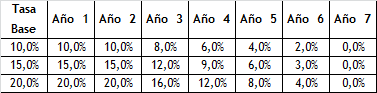 Tasa Base Año 1 Año 2 Año 3 Año 4 Año 5 Año 6 Año 7
10,0% 10,0% 10,0% 8,0% 6,0% 4,0% 2,0% 0,0%
15,0% 15,0% 15,0% 12,0% 9,0% 6,0% 3,0% 0,0%
20,0% 20,0% 20,0% 16,0% 12,0% 8,0% 4,0% 0,0%